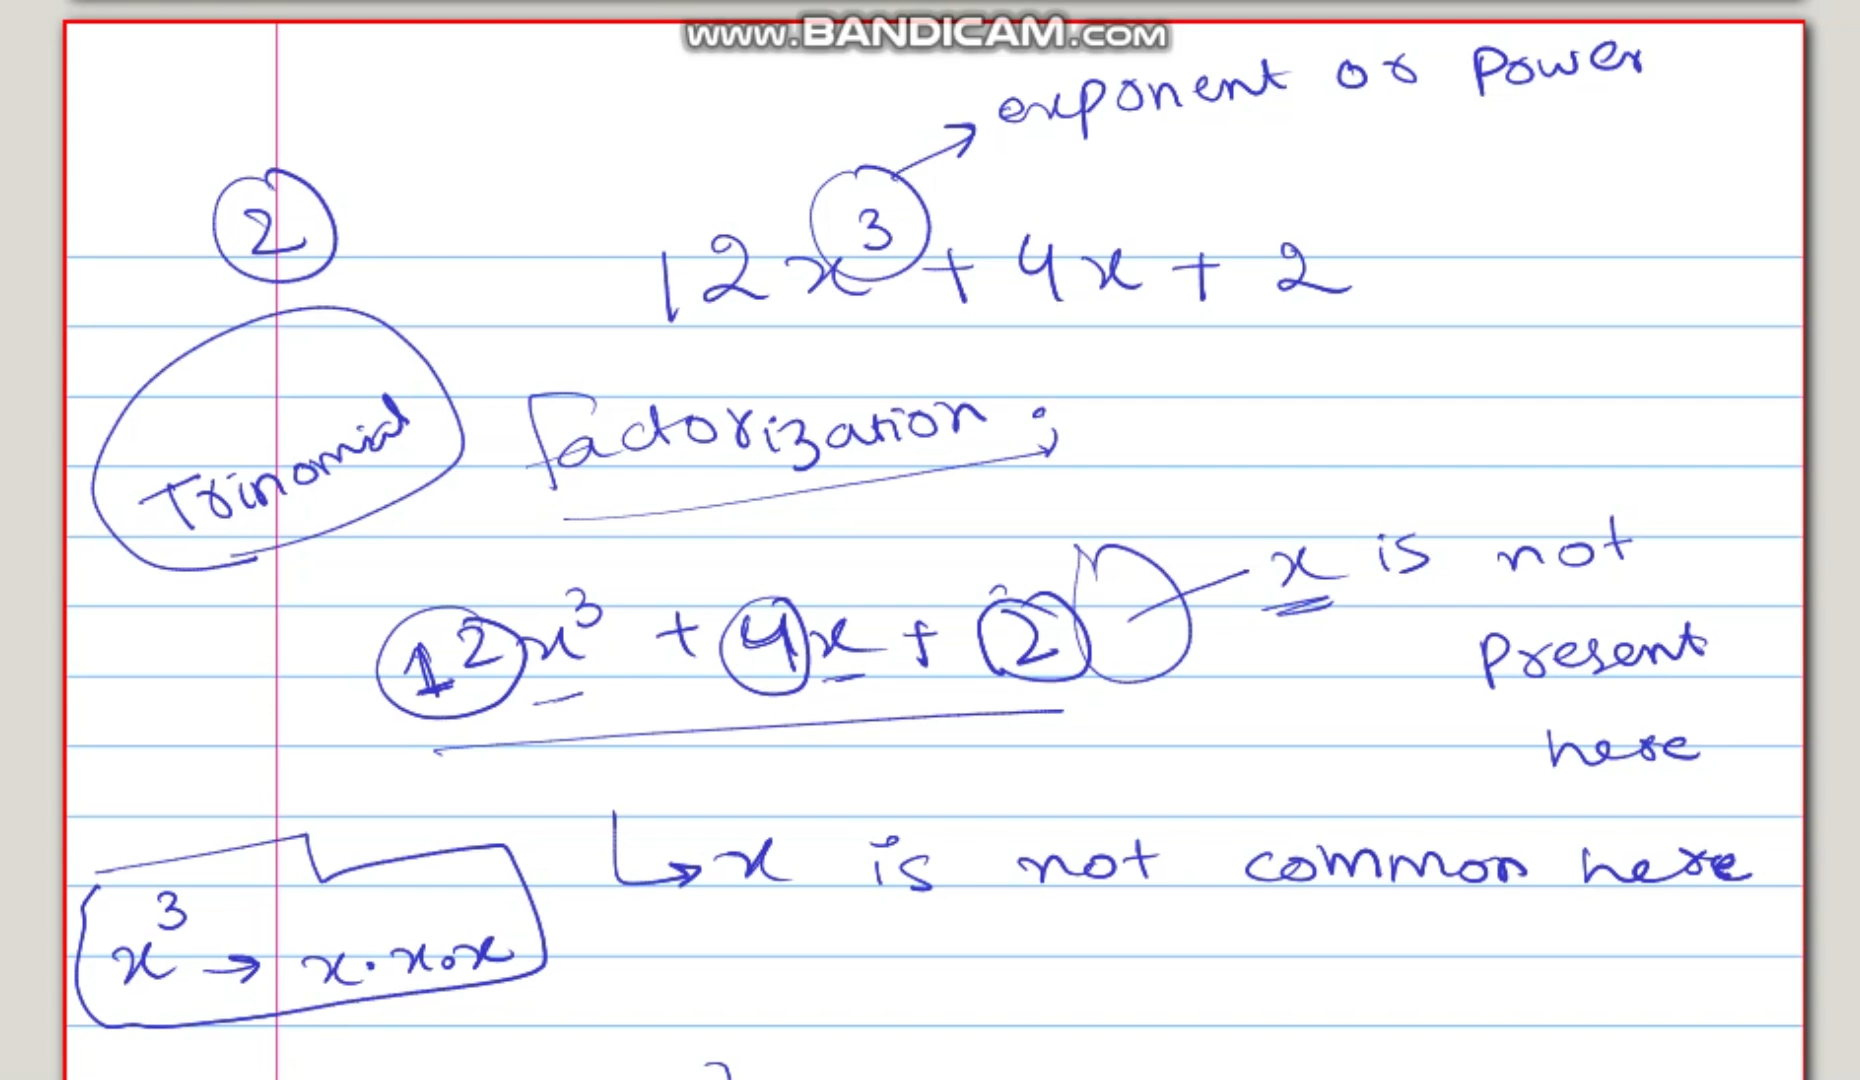 www.BANDICAM.com
exponent or Power
2
12x³ + 4x + 2
Trinomial
Factorization:
12x³ + 4x + 2
x is not
Present
here
x is not common here
x³ → x.x.x